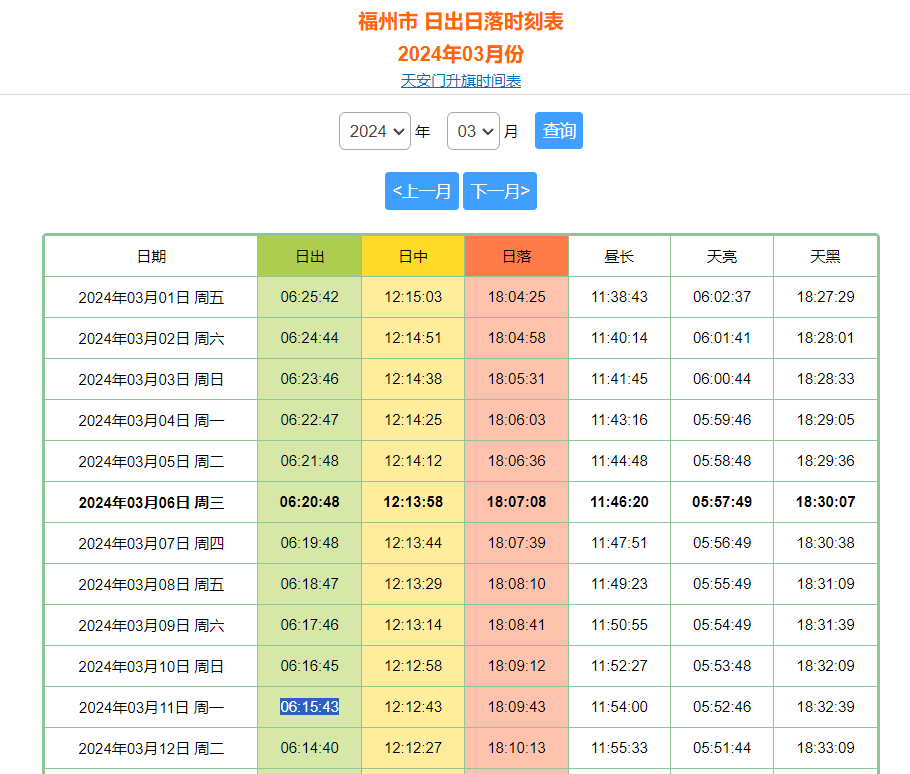 福州市 日出日落时刻表
2024年03月份
天安门升旗时间表
2024 年 03 月 查询
<上一月 下一月>
日期 日出 日中 日落 昼长 天亮 天黑
2024年03月01日 周五 06:25:42 12:15:03 18:04:25 11:38:43 06:02:37 18:27:29
2024年03月02日 周六 06:24:44 12:14:51 18:04:58 11:40:14 06:01:41 18:28:01
2024年03月03日 周日 06:23:46 12:14:38 18:05:31 11:41:45 06:00:44 18:28:33
2024年03月04日 周一 06:22:47 12:14:25 18:06:03 11:43:16 05:59:46 18:29:05
2024年03月05日 周二 06:21:48 12:14:12 18:06:36 11:44:48 05:58:48 18:29:36
2024年03月06日 周三 06:20:48 12:13:58 18:07:08 11:46:20 05:57:49 18:30:07
2024年03月07日 周四 06:19:48 12:13:44 18:07:39 11:47:51 05:56:49 18:30:38
2024年03月08日 周五 06:18:47 12:13:29 18:08:10 11:49:23 05:55:49 18:31:09
2024年03月09日 周六 06:17:46 12:13:14 18:08:41 11:50:55 05:54:49 18:31:39
2024年03月10日 周日 06:16:45 12:12:58 18:09:12 11:52:27 05:53:48 18:32:09
2024年03月11日 周一 06:15:43 12:12:43 18:09:43 11:54:00 05:52:46 18:32:39
2024年03月12日 周二 06:14:40 12:12:27 18:10:13 11:55:33 05:51:44 18:33:09